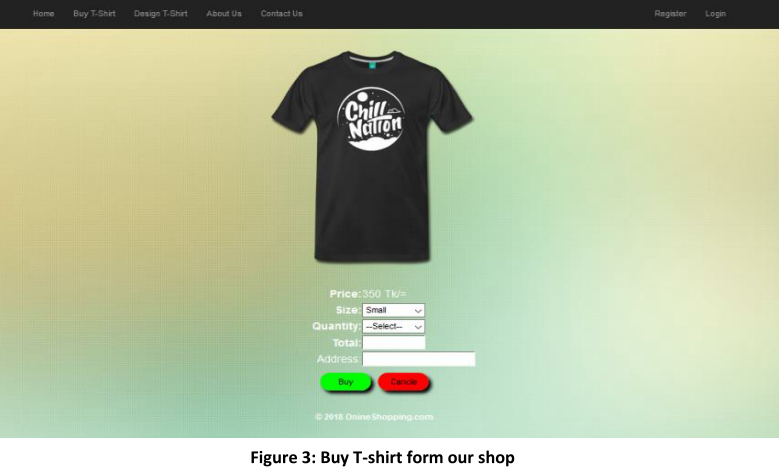 Home Buy T-Shirt Design T-Shirt About Us Contact Us Register Login
Chill
Nation
Price: 350 Tk/=
Size: Small
Quantity: --Select--
Total:
Address
Buy Cancle
© 2018 DnineShopping.com
Figure 3: Buy T-shirt form our shop